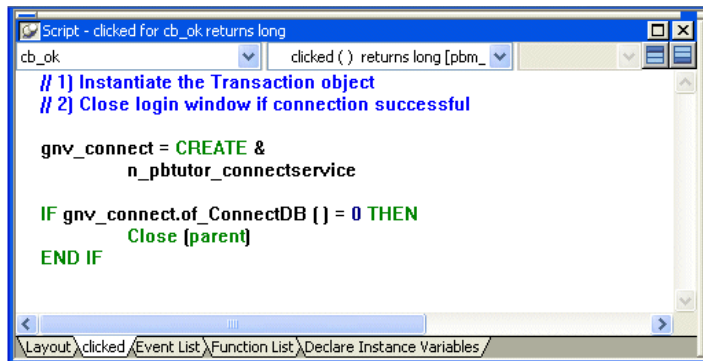 Script - clicked for cb_ok returns long
cb_ok clicked ( ) returns long [pbm_
// 1) Instantiate the Transaction object
// 2) Close login window if connection successful
gnv_connect = CREATE &
n_pbtutor_connectservice
IF gnv_connect.of_ConnectDB ( ) = 0 THEN
Close (parent)
END IF
Layout clicked Event List Function List Declare Instance Variables